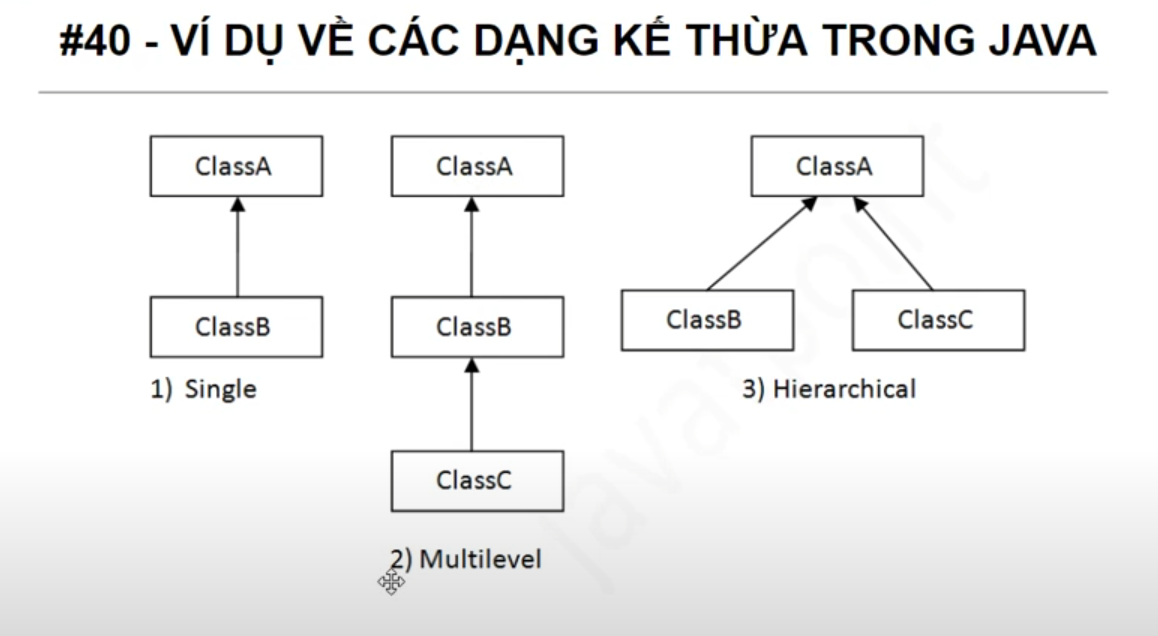 #40 - VÍ DỤ VỀ CÁC DẠNG KẾ THỪA TRONG JAVA
ClassA
ClassB
1) Single
ClassA
ClassB
ClassC
2) Multilevel
ClassA
ClassB
ClassC
3) Hierarchical
javatpoint